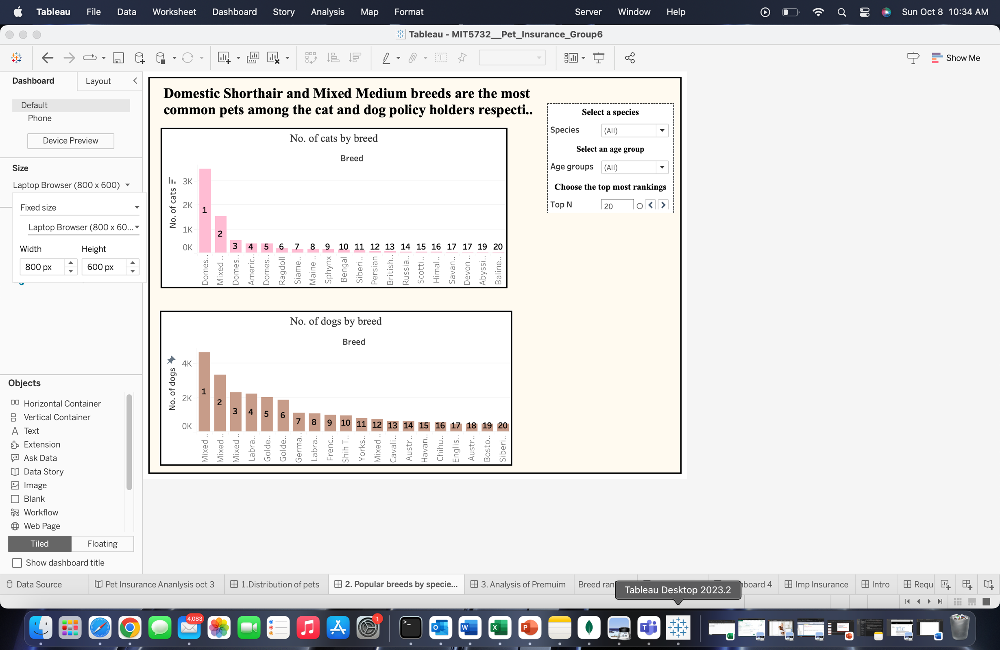 Tableau File Data Worksheet Dashboard Story Analysis Map Format Server Window Help Sun Oct 8 10:34 AM
Tableau - MIT5732__Pet_Insurance_Group6
Show Me
Dashboard Layout
Default
Phone
Device Preview
Size
Laptop Browser (800 x 600)
Fixed size
Laptop Browser (800 x 60...
Width Height
800 px 600 px
Objects
Horizontal Container
Vertical Container
Text
Extension
Ask Data
Data Story
Image
Blank
Workflow
Web Page
Tiled Floating
Show dashboard title
Domestic Shorthair and Mixed Medium breeds are the most
common pets among the cat and dog policy holders respecti..
No. of cats by breed
Breed
No. of cats
3K
2K
1K
0K
1 2 3 4 5 6 7 8 9 10 11 12 13 14 15 16 17 17 19 20
Domes.. Mixed .. Domes.. Americ.. Domes.. Ragdoll Siame.. Maine .. Sphynx Bengal Siberi.. Persian British.. Russia.. Scotti.. Himal.. Savan.. Devon .. Abyssi.. Baline..
No. of dogs by breed
Breed
No. of dogs
4K
2K
0K
1 2 3 4 5 6 7 8 9 10 11 12 13 14 15 16 17 18 19 20
Mixed .. Mixed .. Mixed .. Labra.. Golde.. Golde.. Germa.. Labra.. Frenc.. Shih T.. Yorks.. Mixed .. Cavali.. Austr.. Havan.. Chihu.. Englis.. Austr.. Bosto.. Siberi..
Select a species
Species (All)
Select an age group
Age groups (All)
Choose the top most rankings
Top N 20
Data Source Pet Insurance Ananlysis oct 3 1.Distribution of pets 2. Popular breeds by specie... 3. Analysis of Premuim Breed ran board 4 Imp Insurance Intro Requ
Tableau Desktop 2023.2
4,083 1